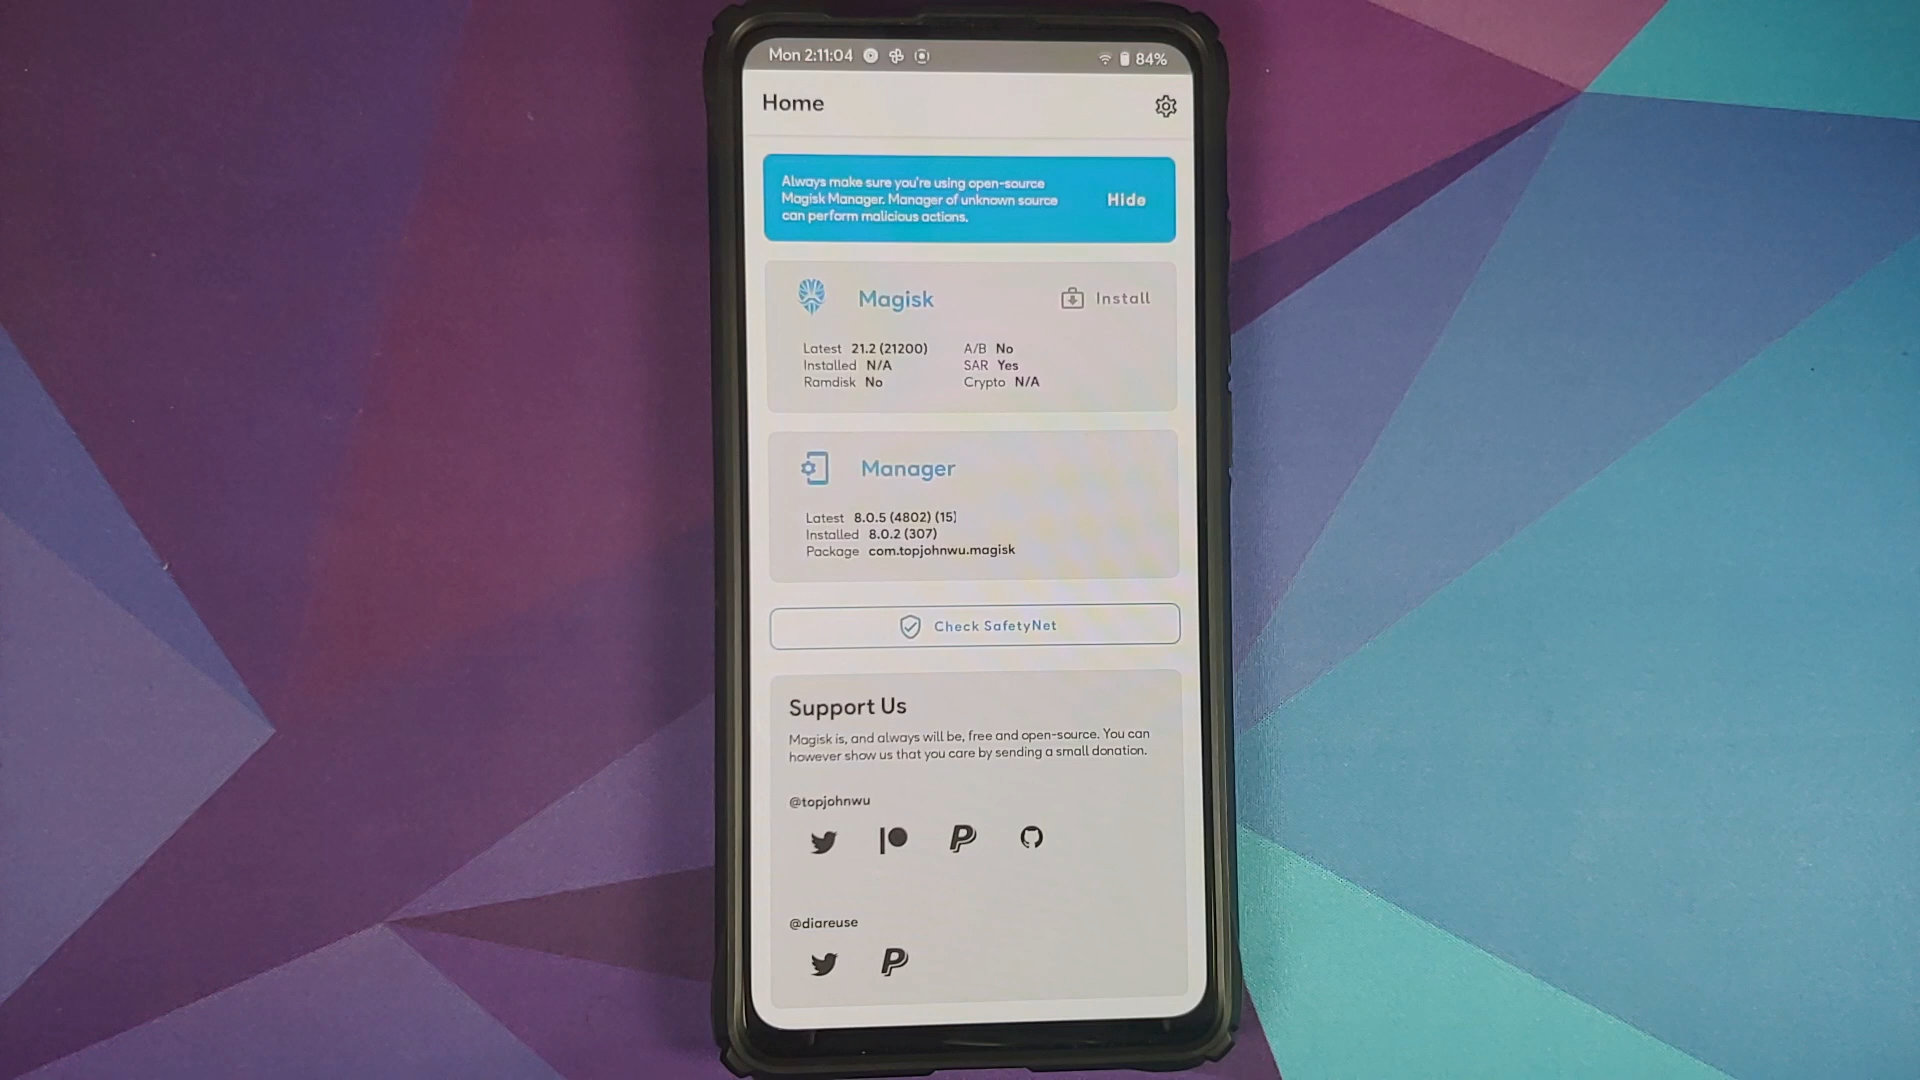 Mon 2:11:04
84%
Home
Always make sure you're using open-source
Magisk Manager. Manager of unknown source
can perform malicious actions.
Hide
Magisk
Install
Latest 21.2 (21200)
Installed N/A
Ramdisk No
A/B No
SAR Yes
Crypto N/A
Manager
Latest 8.0.5 (4802) (15)
Installed 8.0.2 (307)
Package com.topjohnwu.magisk
Check SafetyNet
Support Us
Magisk is, and always will be, free and open-source. You can
however show us that you care by sending a small donation.
@topjohnwu
@diareuse